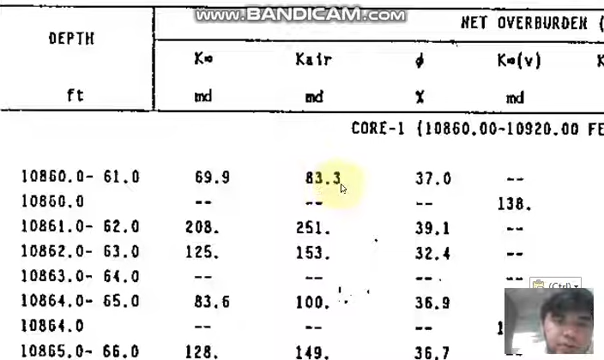 www.BANDICAM.com
NET OVERBURDEN (
DEPTH K∞ Kair ϕ K∞(v) K
ft md md % md
CORE-1 (10860.00-10920.00 FE
10860.0- 61.0 69.9 83.3 37.0 --
10860.0 -- -- -- 138.
10861.0- 62.0 208. 251. 39.1 --
10862.0- 63.0 125. 153. 32.4 --
10863.0- 64.0 -- -- -- --
(Ctrl)
10864.0- 65.0 83.6 100. 36.9
10864.0 -- -- --
10865.0- 66.0 128. 149. 36.7